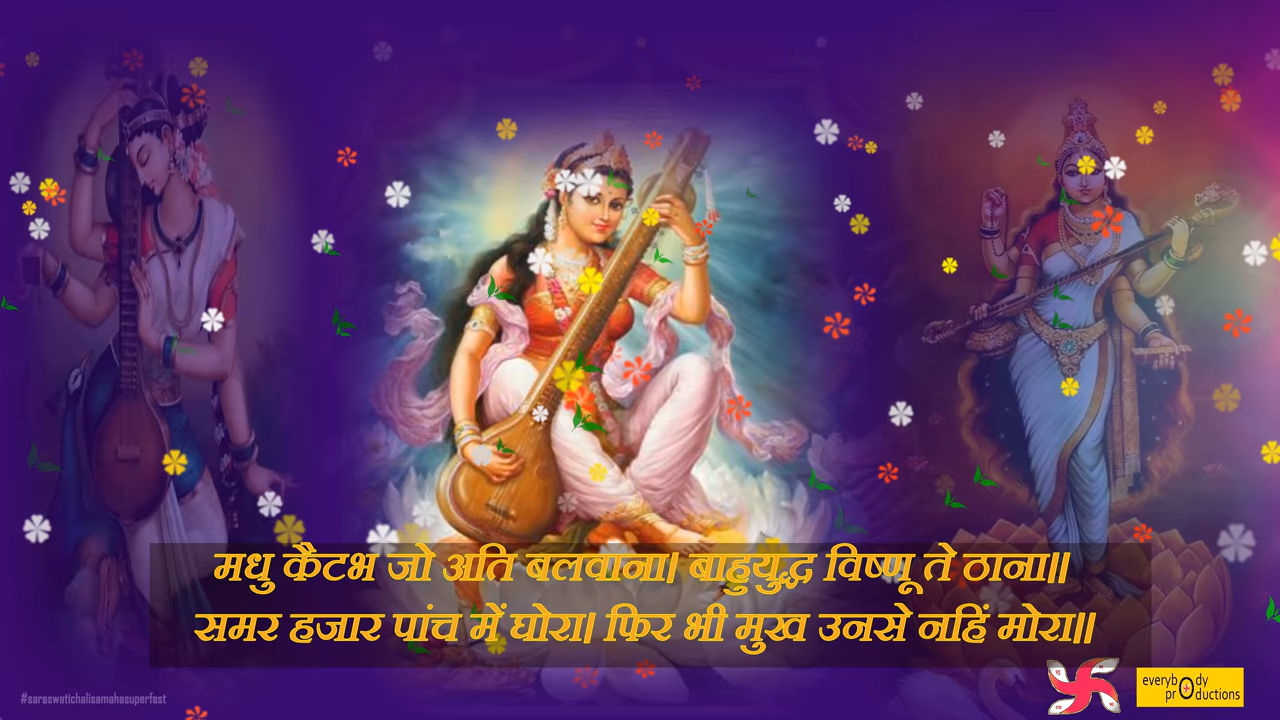 मधु कैटभ जो अति बलवाना। बाहुयुद्ध विष्णू ते ठाना॥
समर हजार पांच में घोरा। फिर भी मुख उनसे नहिं मोरा॥
everybody
productions
#saraswatichalisamahasuperfast